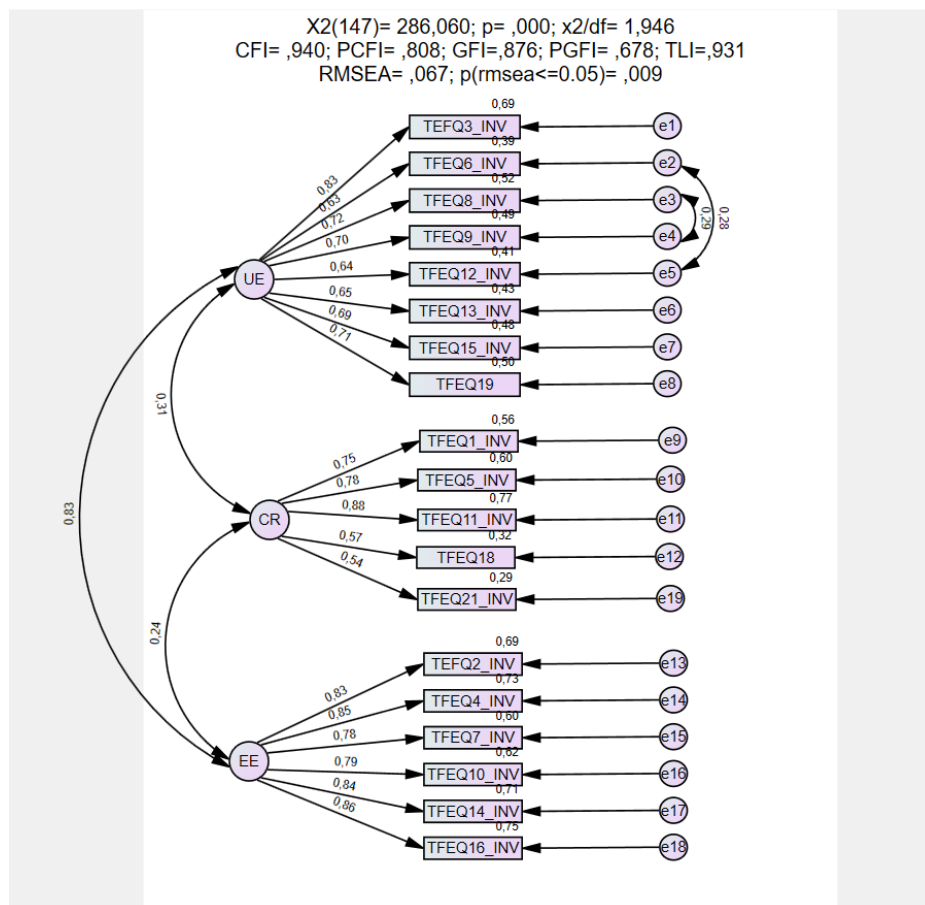 X2(147)= 286,060; p= ,000; x2/df= 1,946
CFI= ,940; PCFI= ,808; GFI=,876; PGFI= ,678; TLI=,931
RMSEA= ,067; p(rmsea<=0.05)= ,009
0,69
TEFQ3_INV
e1
0,83
0,39
TFEQ6_INV
e2
0,63
0,52
TFEQ8_INV
e3
0,72
0,49
TFEQ9_INV
e4
0,29
0,28
0,70
0,41
UE
0,64
TFEQ12_INV
e5
0,43
0,65
TFEQ13_INV
e6
0,69
0,48
TFEQ15_INV
e7
0,71
0,50
TFEQ19
e8
0,31
0,56
TFEQ1_INV
e9
0,75
0,60
0,78
TFEQ5_INV
e10
0,77
0,83
CR
0,88
TFEQ11_INV
e11
0,32
0,57
TFEQ18
e12
0,54
0,29
TFEQ21_INV
e19
0,24
0,69
TEFQ2_INV
e13
0,83
0,73
0,85
TFEQ4_INV
e14
0,60
0,78
TFEQ7_INV
e15
0,62
EE
0,79
TFEQ10_INV
e16
0,71
0,84
TFEQ14_INV
e17
0,86
0,75
TFEQ16_INV
e18